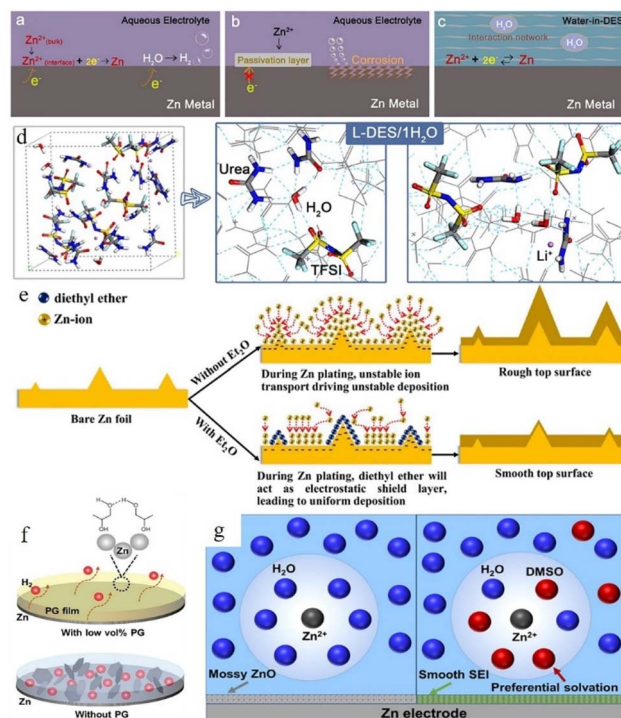 a
Aqueous Electrolyte
Zn²⁺(bulk)
Zn²⁺(interface) + 2e⁻→ Zn
H₂O → H₂
e⁻
e⁻
Zn Metal
b
Aqueous Electrolyte
Zn²⁺
Passivation layer
Corrosion
e⁻
Zn Metal
c
Water-in-DES
H₂O
Interaction network
H₂O
Zn²⁺ + 2e⁻ ⇄ Zn
Zn Metal
d
L-DES/1H₂O
Urea
H₂O
TFSI
Li⁺
e
diethyl ether
Zn-ion
Bare Zn foil
Without Et₂O
With Et₂O
During Zn plating, unstable ion
transport driving unstable deposition
Rough top surface
During Zn plating, diethyl ether will
act as electrostatic shield layer,
leading to uniform deposition
Smooth top surface
f
H
O
H
O
OH
OH
Zn
H₂
Zn
PG film
With low vol% PG
Zn
Without PG
g
H₂O
Zn²⁺
Mossy ZnO
H₂O
DMSO
Zn²⁺
Smooth SEI
Preferential solvation
Zn electrode